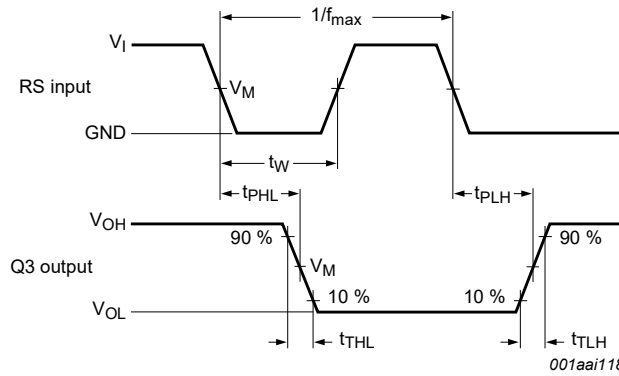 1/fmax
VI
RS input
VM
GND
tW
tPHL
tPLH
VOH
90 %
90 %
Q3 output
VM
10 %
10 %
VOL
tTHL
tTLH
001aai118